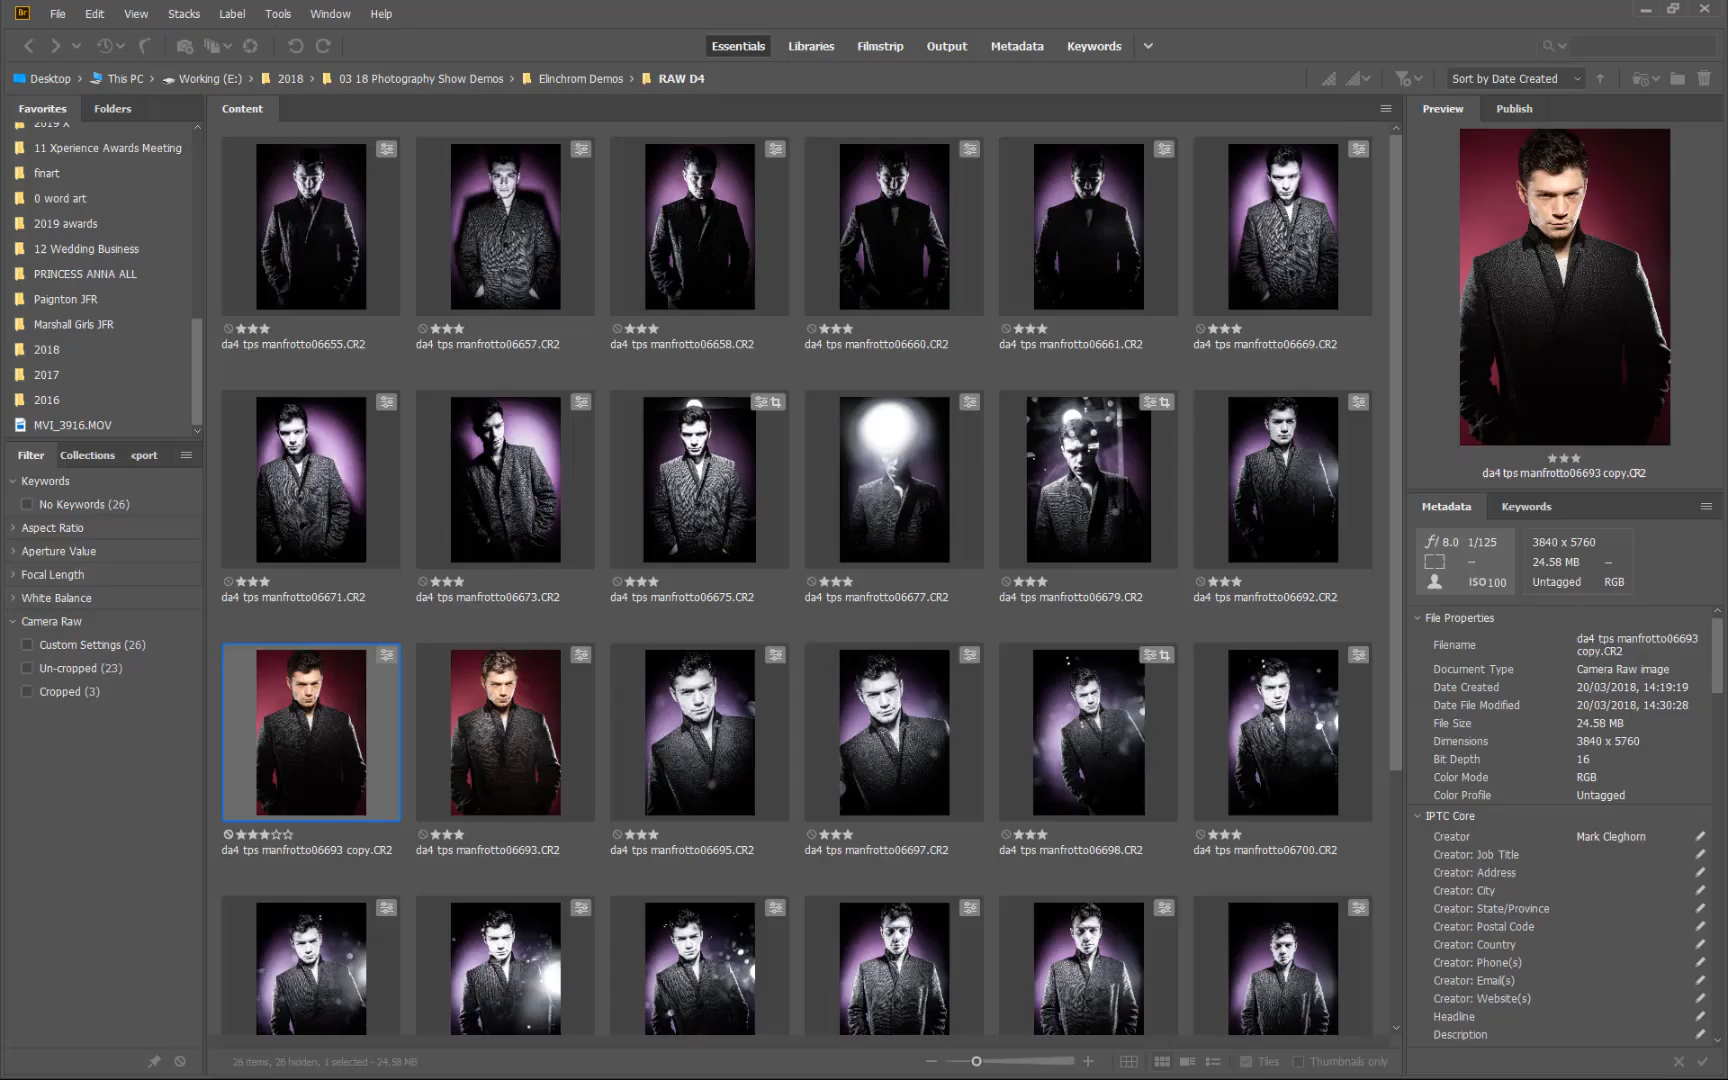 Br File Edit View Stacks Label Tools Window Help
Essentials Libraries Filmstrip Output Metadata Keywords
Desktop > This PC > Working (E:) > 2018 > 03 18 Photography Show Demos > Elinchrom Demos > RAW D4 Sort by Date Created
Favorites Folders
2019 X
11 Xperience Awards Meeting
finart
0 word art
2019 awards
12 Wedding Business
PRINCESS ANNA ALL
Paignton JFR
Marshall Girls JFR
2018
2017
2016
MVI_3916.MOV
Filter Collections xport
Keywords
No Keywords (26)
Aspect Ratio
Aperture Value
Focal Length
White Balance
Camera Raw
Custom Settings (26)
Un-cropped (23)
Cropped (3)
Content
da4 tps manfrotto06655.CR2 da4 tps manfrotto06657.CR2 da4 tps manfrotto06658.CR2 da4 tps manfrotto06660.CR2 da4 tps manfrotto06661.CR2 da4 tps manfrotto06669.CR2
da4 tps manfrotto06671.CR2 da4 tps manfrotto06673.CR2 da4 tps manfrotto06675.CR2 da4 tps manfrotto06677.CR2 da4 tps manfrotto06679.CR2 da4 tps manfrotto06692.CR2
da4 tps manfrotto06693 copy.CR2 da4 tps manfrotto06693.CR2 da4 tps manfrotto06695.CR2 da4 tps manfrotto06697.CR2 da4 tps manfrotto06698.CR2 da4 tps manfrotto06700.CR2
26 items, 26 hidden, 1 selected - 24.58 MB Tiles Thumbnails only
Preview Publish
da4 tps manfrotto06693 copy.CR2
Metadata Keywords
f/ 8.0 1/125 3840 x 5760
-- 24.58 MB --
ISO100 Untagged RGB
File Properties
Filename da4 tps manfrotto06693
copy.CR2
Document Type Camera Raw image
Date Created 20/03/2018, 14:19:19
Date File Modified 20/03/2018, 14:30:28
File Size 24.58 MB
Dimensions 3840 x 5760
Bit Depth 16
Color Mode RGB
Color Profile Untagged
IPTC Core
Creator Mark Cleghorn
Creator: Job Title
Creator: Address
Creator: City
Creator: State/Province
Creator: Postal Code
Creator: Country
Creator: Phone(s)
Creator: Email(s)
Creator: Website(s)
Headline
Description